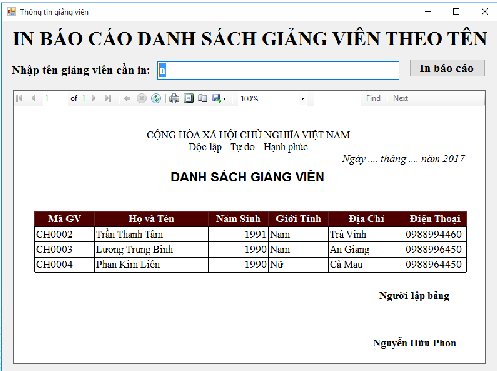 Thông tin giảng viên
IN BÁO CÁO DANH SÁCH GIẢNG VIÊN THEO TÊN
Nhập tên giảng viên cần in: n In báo cáo
1 of 1 100% Find Next
CỘNG HÒA XÃ HỘI CHỦ NGHĨA VIỆT NAM
Độc lập - Tự do - Hạnh phúc
Ngày .... tháng .... năm 2017
DANH SÁCH GIẢNG VIÊN
Mã GV Họ và Tên Năm Sinh Giới Tính Địa Chỉ Điện Thoại
CH0002 Trần Thanh Tâm 1991 Nam Trà Vinh 0988994460
CH0003 Lương Trung Bình 1990 Nam An Giang 0988996450
CH0004 Phan Kim Liên 1990 Nữ Cà Mau 0988964450
Người lập bảng
Nguyễn Hữu Phon